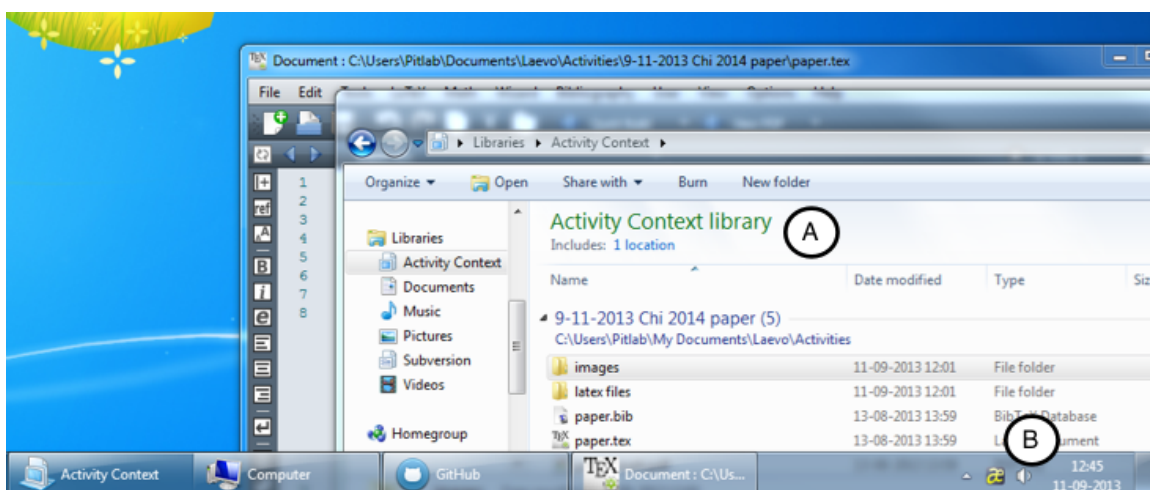 Document : C:\Users\Pitlab\Documents\Laevo\Activities\9-11-2013 Chi 2014 paper\paper.tex
File Edit
Libraries Activity Context
Organize Open Share with Burn New folder
Activity Context library
A
Includes: 1 location
Name Date modified Type Siz
Libraries
Activity Context
Documents
Music
Pictures
Subversion
Videos
Homegroup
ref
A
B
i
e
1
2
3
4
5
6
7
8
9-11-2013 Chi 2014 paper (5)
C:\Users\Pitlab\My Documents\Laevo\Activities
images 11-09-2013 12:01 File folder
latex files 11-09-2013 12:01 File folder
paper.bib 13-08-2013 13:59 Database
TEX paper.tex 13-08-2013 13:59
B
Activity Context Computer GitHub TEX Document : C:\Us... æ 12:45
11-09-2013